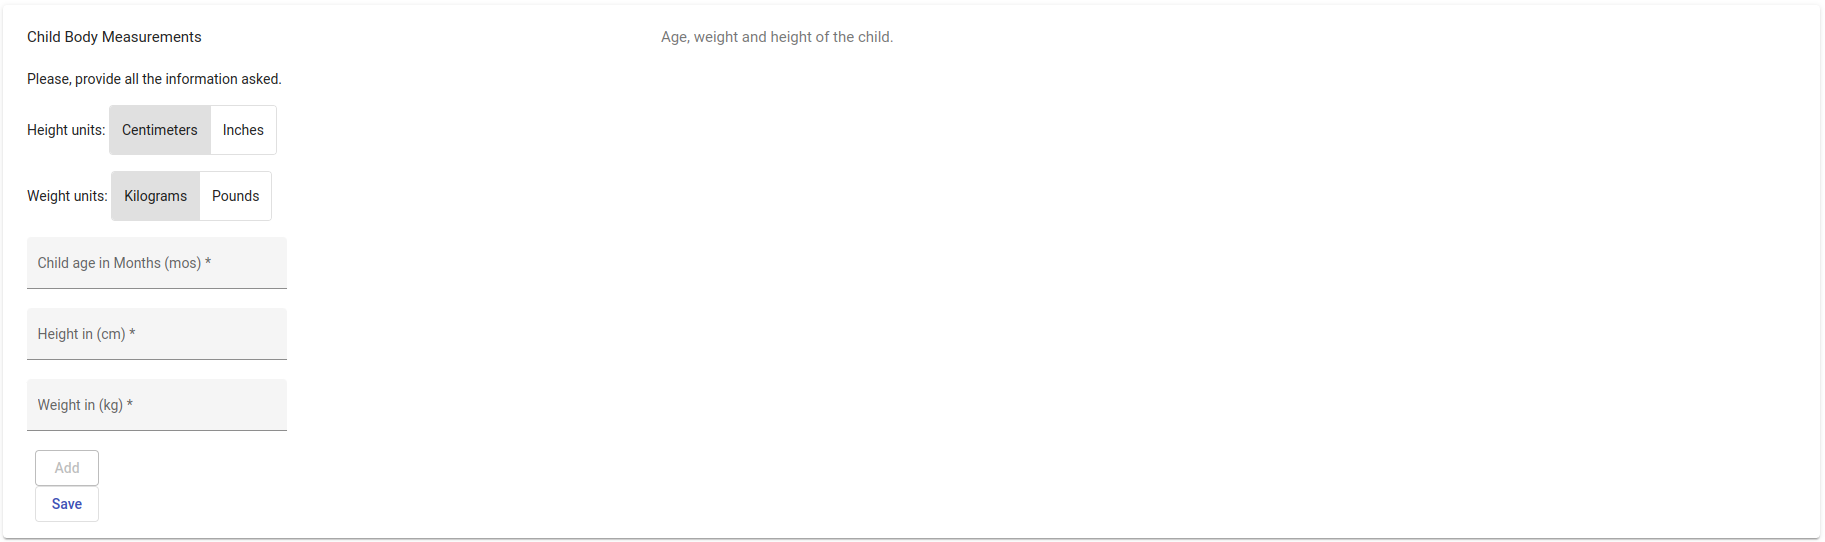 Child Body Measurements Age, weight and height of the child.
Please, provide all the information asked.
Height units: Centimeters Inches
Weight units: Kilograms Pounds
Child age in Months (mos) *
Height in (cm) *
Weight in (kg) *
Add
Save